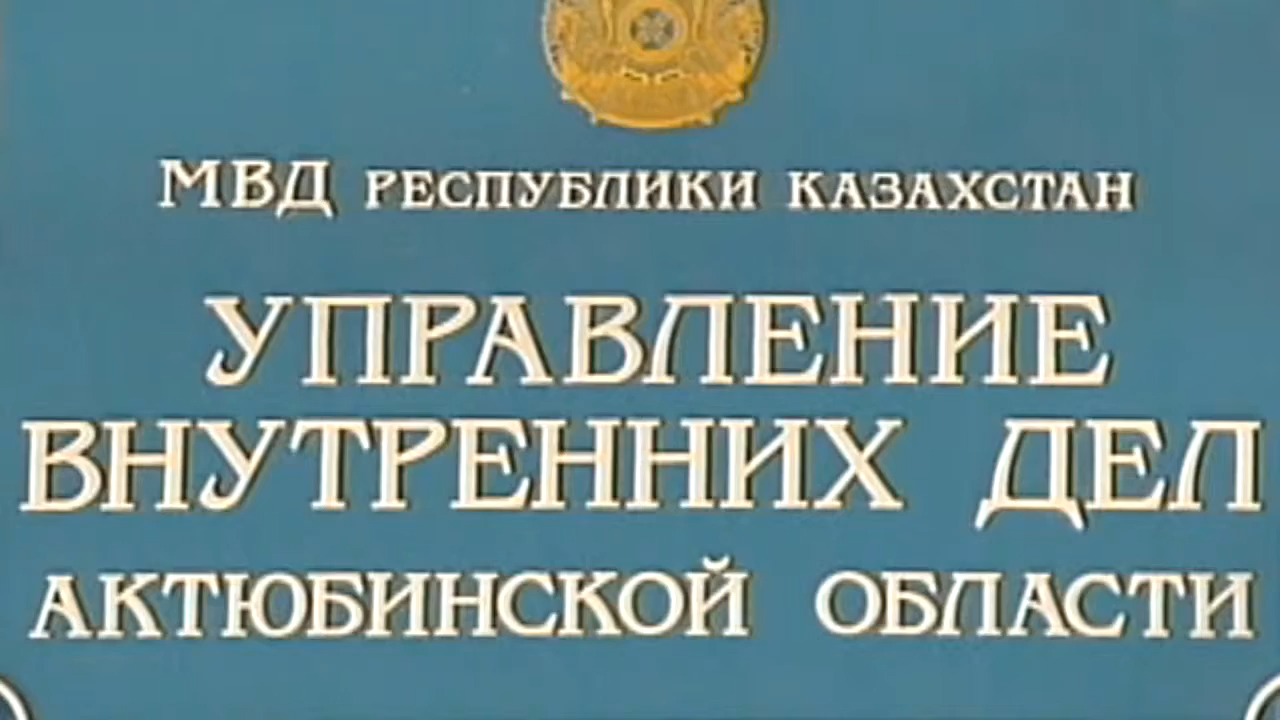 МВД РЕСПУБЛИКИ КАЗАХСТАН
УПРАВЛЕНИЕ
ВНУТРЕННИХ ДЕЛ
АКТЮБИНСКОЙ ОБЛАСТИ